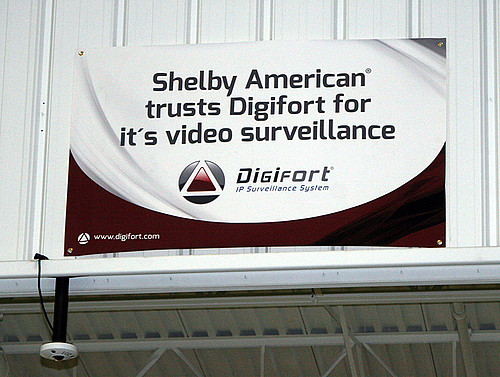 Shelby American®
trusts Digifort for
it´s video surveillance
Digifort®
IP Surveillance System
www.digifort.com